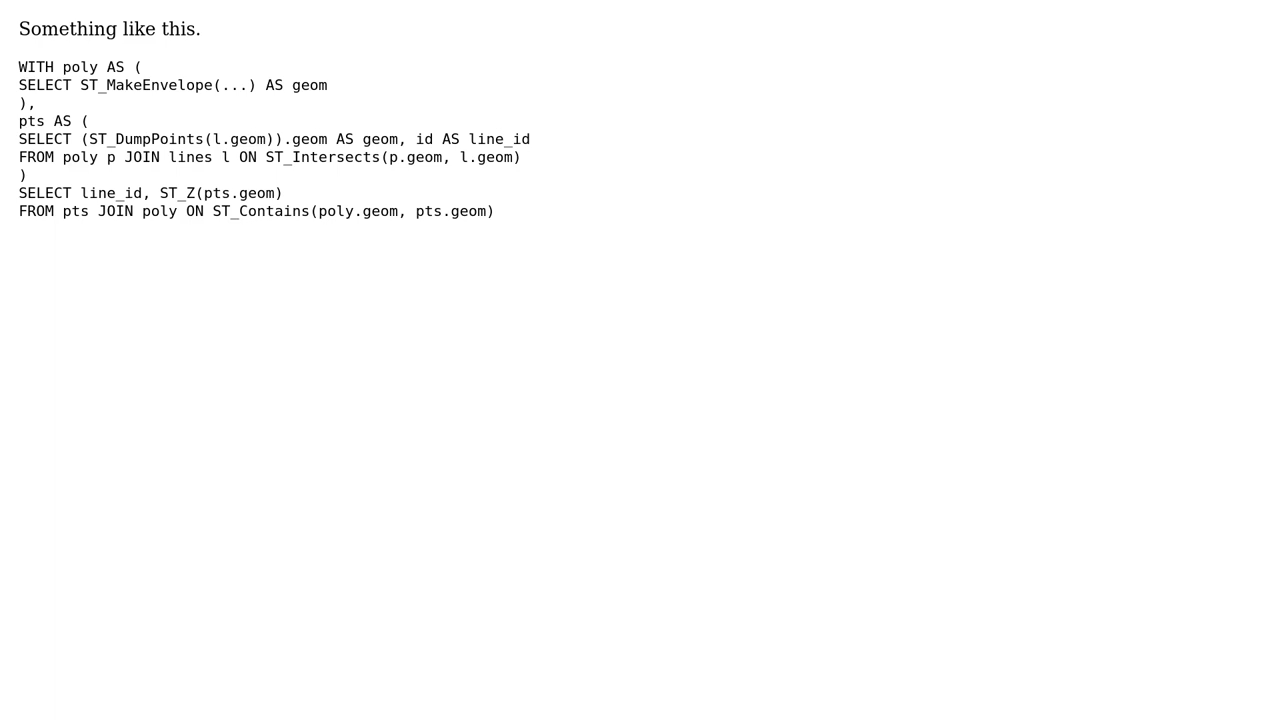 Something like this.
WITH poly AS (
SELECT ST_MakeEnvelope(...) AS geom
),
pts AS (
SELECT (ST_DumpPoints(l.geom)).geom AS geom, id AS line_id
FROM poly p JOIN lines l ON ST_Intersects(p.geom, l.geom)
)
SELECT line_id, ST_Z(pts.geom)
FROM pts JOIN poly ON ST_Contains(poly.geom, pts.geom)